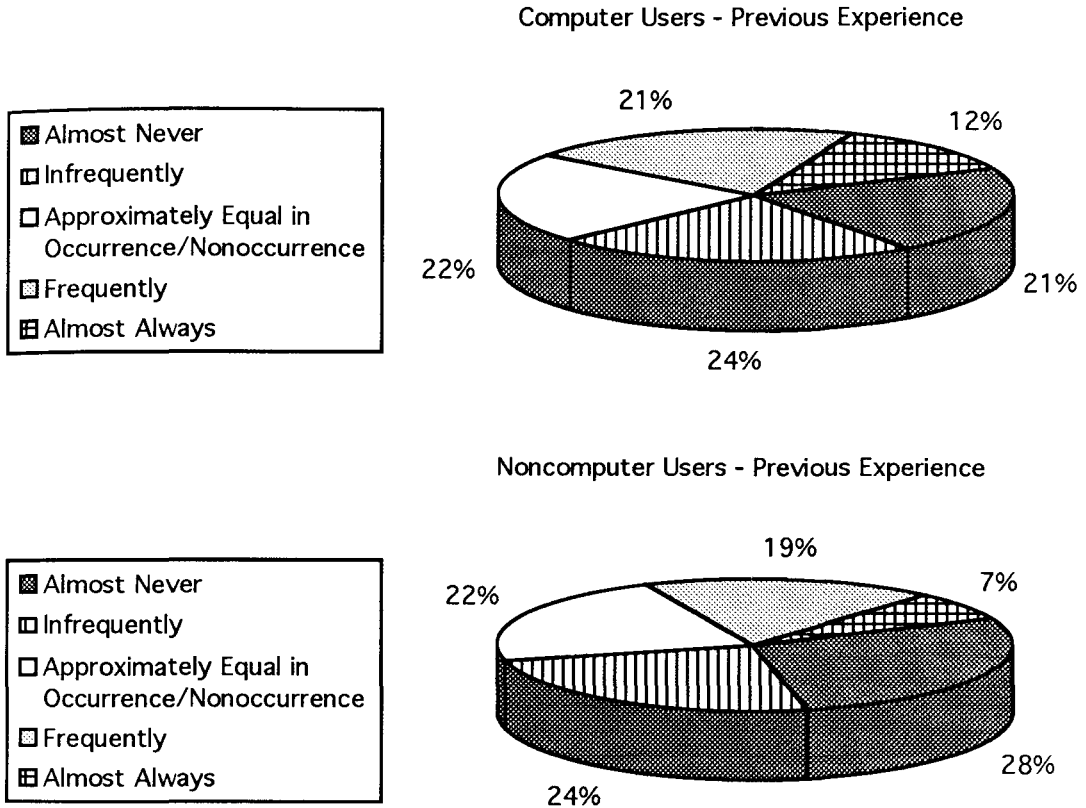 Computer Users - Previous Experience
Almost Never
Infrequently
Approximately Equal in
Occurrence/Nonoccurrence
Frequently
Almost Always
21%
12%
22%
21%
24%
Noncomputer Users - Previous Experience
Almost Never
Infrequently
Approximately Equal in
Occurrence/Nonoccurrence
Frequently
Almost Always
19%
7%
22%
28%
24%